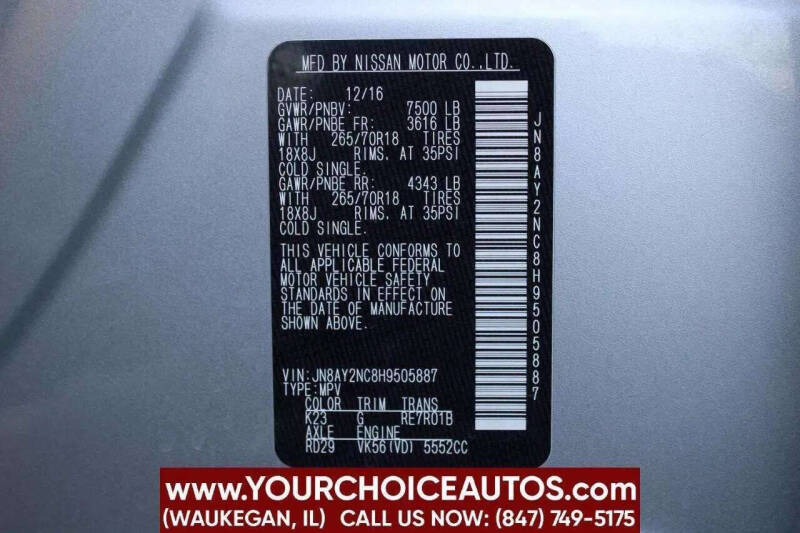 MFD BY NISSAN MOTOR CO.,LTD.
DATE: 12/16
GVWR/PNBV: 7500 LB
GAWR/PNBE FR: 3616 LB
WITH 265/70R18 TIRES
18X8J RIMS. AT 35PSI
COLD SINGLE.
GAWR/PNBE RR: 4343 LB
WITH 265/70R18 TIRES
18X8J RIMS. AT 35PSI
COLD SINGLE.
THIS VEHICLE CONFORMS TO
ALL APPLICABLE FEDERAL
MOTOR VEHICLE SAFETY
STANDARDS IN EFFECT ON
THE DATE OF MANUFACTURE
SHOWN ABOVE.
VIN:JN8AY2NC8H9505887
TYPE:MPV
COLOR TRIM TRANS
K23 G RE7R01B
AXLE ENGINE
RD29 VK56(VD) 5552CC
JN8AY2NC8H9505887
www.YOURCHOICEAUTOS.com
(WAUKEGAN, IL) CALL US NOW: (847) 749-5175